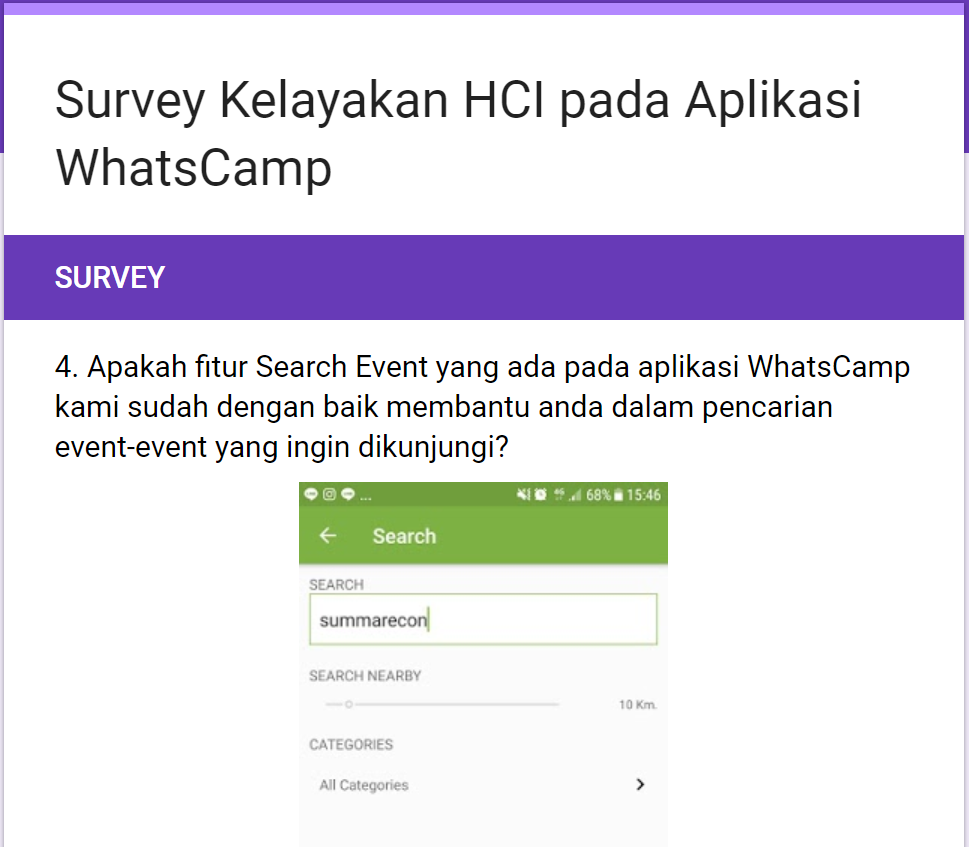 Survey Kelayakan HCI pada Aplikasi
WhatsCamp
SURVEY
4. Apakah fitur Search Event yang ada pada aplikasi WhatsCamp
kami sudah dengan baik membantu anda dalam pencarian
event-event yang ingin dikunjungi?
... 68% 15:46
Search
SEARCH
summarecon
SEARCH NEARBY
10 Km.
CATEGORIES
All Categories